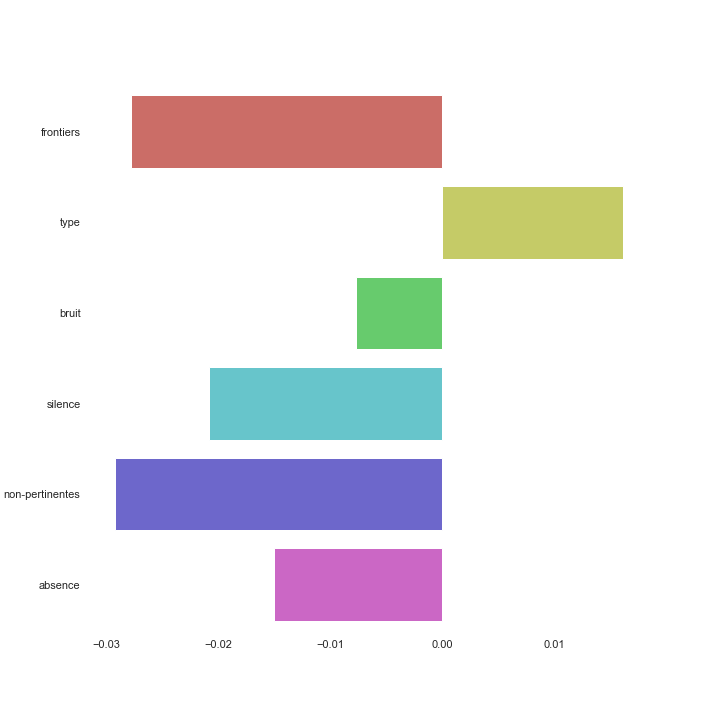 frontiers
type
bruit
silence
non-pertinentes
absence
−0.03 −0.02 −0.01 0.00 0.01